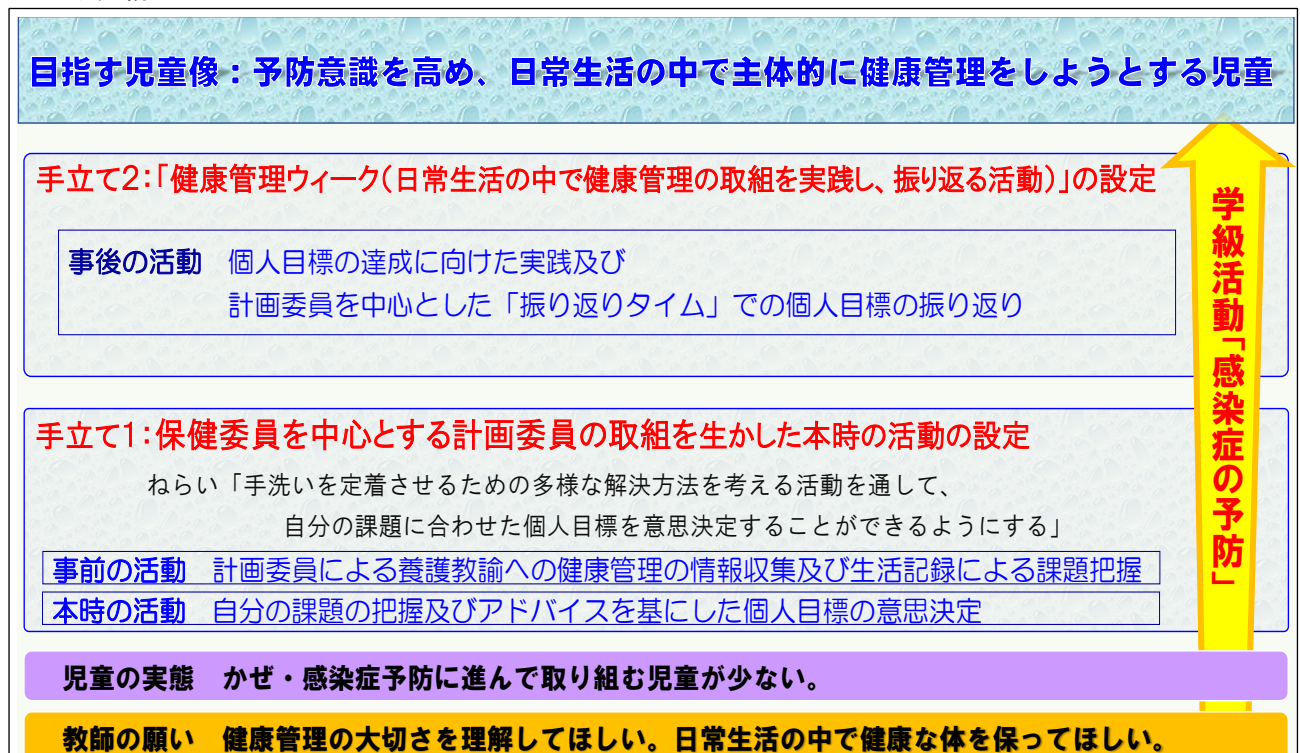 目指す児童像：予防意識を高め、日常生活の中で主体的に健康管理をしようとする児童
手立て2：「健康管理ウィーク（日常生活の中で健康管理の取組を実践し、振り返る活動）」の設定
事後の活動　個人目標の達成に向けた実践及び
計画委員を中心とした「振り返りタイム」での個人目標の振り返り
学級活動「感染症の予防」
手立て1：保健委員を中心とする計画委員の取組を生かした本時の活動の設定
ねらい「手洗いを定着させるための多様な解決方法を考える活動を通して、
自分の課題に合わせた個人目標を意思決定することができるようにする」
事前の活動　計画委員による養護教諭への健康管理の情報収集及び生活記録による課題把握
本時の活動　自分の課題の把握及びアドバイスを基にした個人目標の意思決定
児童の実態　かぜ・感染症予防に進んで取り組む児童が少ない。
教師の願い　健康管理の大切さを理解してほしい。日常生活の中で健康な体を保ってほしい。